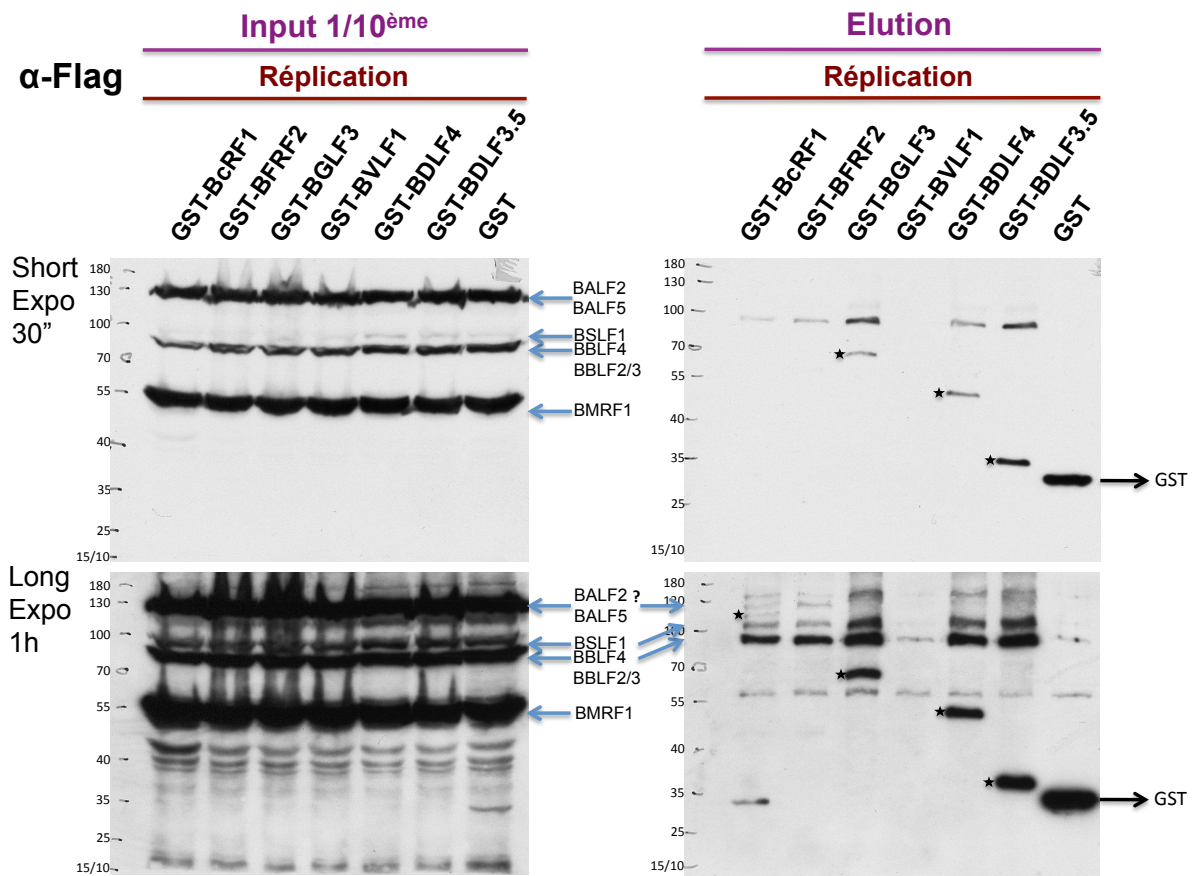 Input 1/10ème
Elution
α-Flag
Réplication
Réplication
GST-BcRF1
GST-BFRF2
GST-BGLF3
GST-BVLF1
GST-BDLF4
GST-BDLF3.5
GST
GST-BcRF1
GST-BFRF2
GST-BGLF3
GST-BVLF1
GST-BDLF4
GST-BDLF3.5
GST
Short
Expo
30”
180
130
100
70
55
40
35
25
15/10
BALF2
BALF5
BSLF1
BBLF4
BBLF2/3
BMRF1
180
130
100
70
55
40
35
25
15/10
GST
Long
Expo
1h
180
130
100
70
55
40
35
25
15/10
BALF2 ?
BALF5
BSLF1
BBLF4
BBLF2/3
BMRF1
180
130
100
70
55
40
35
25
15/10
GST